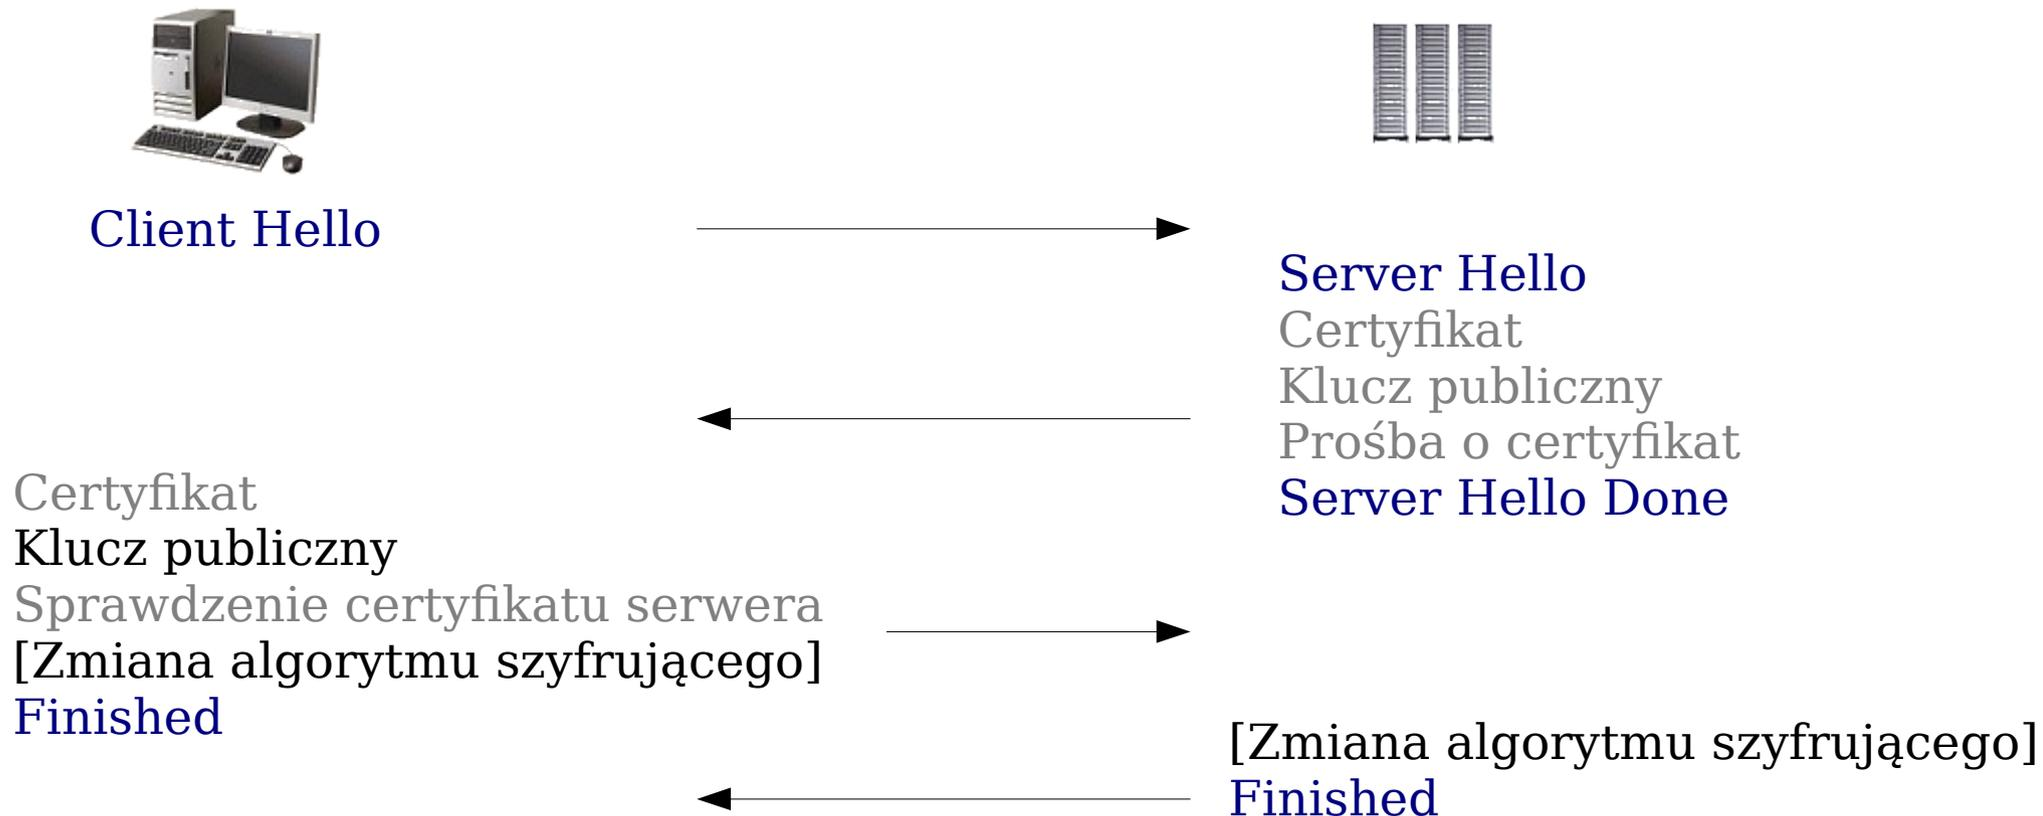 Client Hello
Server Hello
Certyfikat
Klucz publiczny
Prośba o certyfikat
Server Hello Done
Certyfikat
Klucz publiczny
Sprawdzenie certyfikatu serwera
[Zmiana algorytmu szyfrującego]
Finished
[Zmiana algorytmu szyfrującego]
Finished